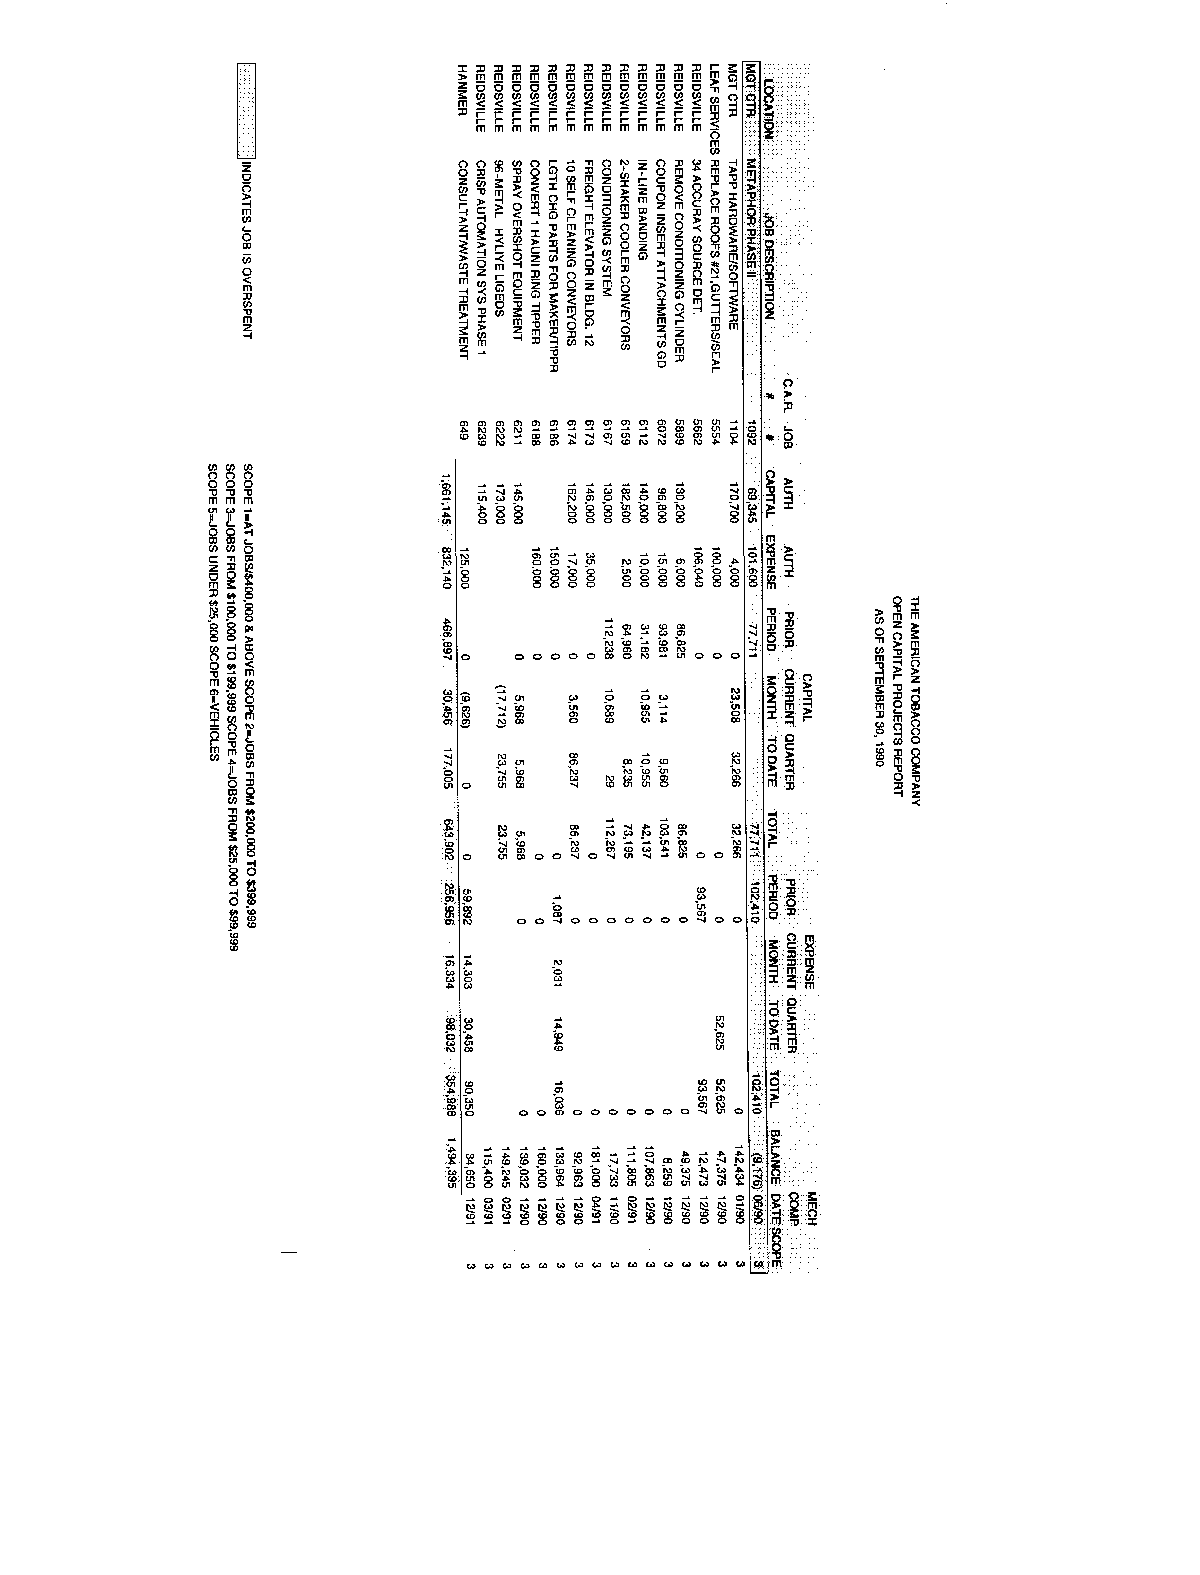 THE AMERICAN TOBACCO COMPANY
OPEN CAPITAL PROJECTS REPORT
AS OF SEPTEMBER 30, 1990
CAPITAL EXPENSE MECH
C.A.R. JOB AUTH AUTH PRIOR CURRENT QUARTER PRIOR CURRENT QUARTER COMP
LOCATION JOB DESCRIPTION # # CAPITAL EXPENSE PERIOD MONTH TO DATE TOTAL PERIOD MONTH TO DATE TOTAL BALANCE DATE SCOPE
MGT CTR METAPHOR PHASE II 1092 69,345 101,600 77,711 77,711 102,410 102,410 (9,176) 06/90 3
MGT CTR TAPP HARDWARE/SOFTWARE 1104 170,700 4,000 0 23,508 32,266 32,266 0 0 142,434 01/90 3
LEAF SERVICES REPLACE ROOFS #21,GUTTERS/SEAL 5554 100,000 0 0 0 52,625 52,625 47,375 12/90 3
REIDSVILLE 34 ACCURAY SOURCE DET. 5662 106,040 0 0 93,567 93,567 12,473 12/90 3
REIDSVILLE REMOVE CONDITIONING CYLINDER 5899 130,200 6,000 86,825 86,825 0 0 49,375 12/90 3
REIDSVILLE COUPON INSERT ATTACHMENTS GD 6072 96,800 15,000 93,981 3,114 9,560 103,541 0 0 8,259 12/90 3
REIDSVILLE IN-LINE BANDING 6112 140,000 10,000 31,182 10,955 10,955 42,137 0 0 107,863 12/90 3
REIDSVILLE 2-SHAKER COOLER CONVEYORS 6159 182,500 2,500 64,960 8,235 73,195 0 0 111,805 02/91 3
REIDSVILLE CONDITIONING SYSTEM 6167 130,000 112,238 10,689 29 112,267 0 0 17,733 11/90 3
REIDSVILLE FREIGHT ELEVATOR IN BLDG. 12 6173 146,000 35,000 0 0 0 0 181,000 04/91 3
REIDSVILLE 10 SELF CLEANING CONVEYORS 6174 162,200 17,000 0 3,560 86,237 86,237 0 0 92,963 12/90 3
REIDSVILLE LGTH CHG PARTS FOR MAKER/TIPPR 6186 150,000 0 0 1,087 2,031 14,949 16,036 133,964 12/90 3
REIDSVILLE CONVERT 1 HAUNI RING TIPPER 6188 160,000 0 0 0 0 160,000 12/90 3
REIDSVILLE SPRAY OVERSHOT EQUIPMENT 6211 145,000 0 5,968 5,968 5,968 0 0 139,032 12/90 3
REIDSVILLE 96-METAL HYLIYE LIGEDS 6222 173,000 (17,712) 23,755 23,755 149,245 02/91 3
REIDSVILLE CRISP AUTOMATION SYS PHASE 1 6239 115,400 115,400 03/91 3
HANMER CONSULTANT/WASTE TREATMENT 649 125,000 0 (9,626) 0 0 59,892 14,303 30,458 90,350 34,650 12/91 3
1,661,145 832,140 466,897 30,456 177,005 643,902 256,956 16,334 98,032 354,988 1,494,395
INDICATES JOB IS OVERSPENT
SCOPE 1=AT JOBS/$400,000 & ABOVE SCOPE 2=JOBS FROM $200,000 TO $399,999
SCOPE 3=JOBS FROM $100,000 TO $199,999 SCOPE 4=JOBS FROM $25,000 TO $99,999
SCOPE 5=JOBS UNDER $25,000 SCOPE 6=VEHICLES